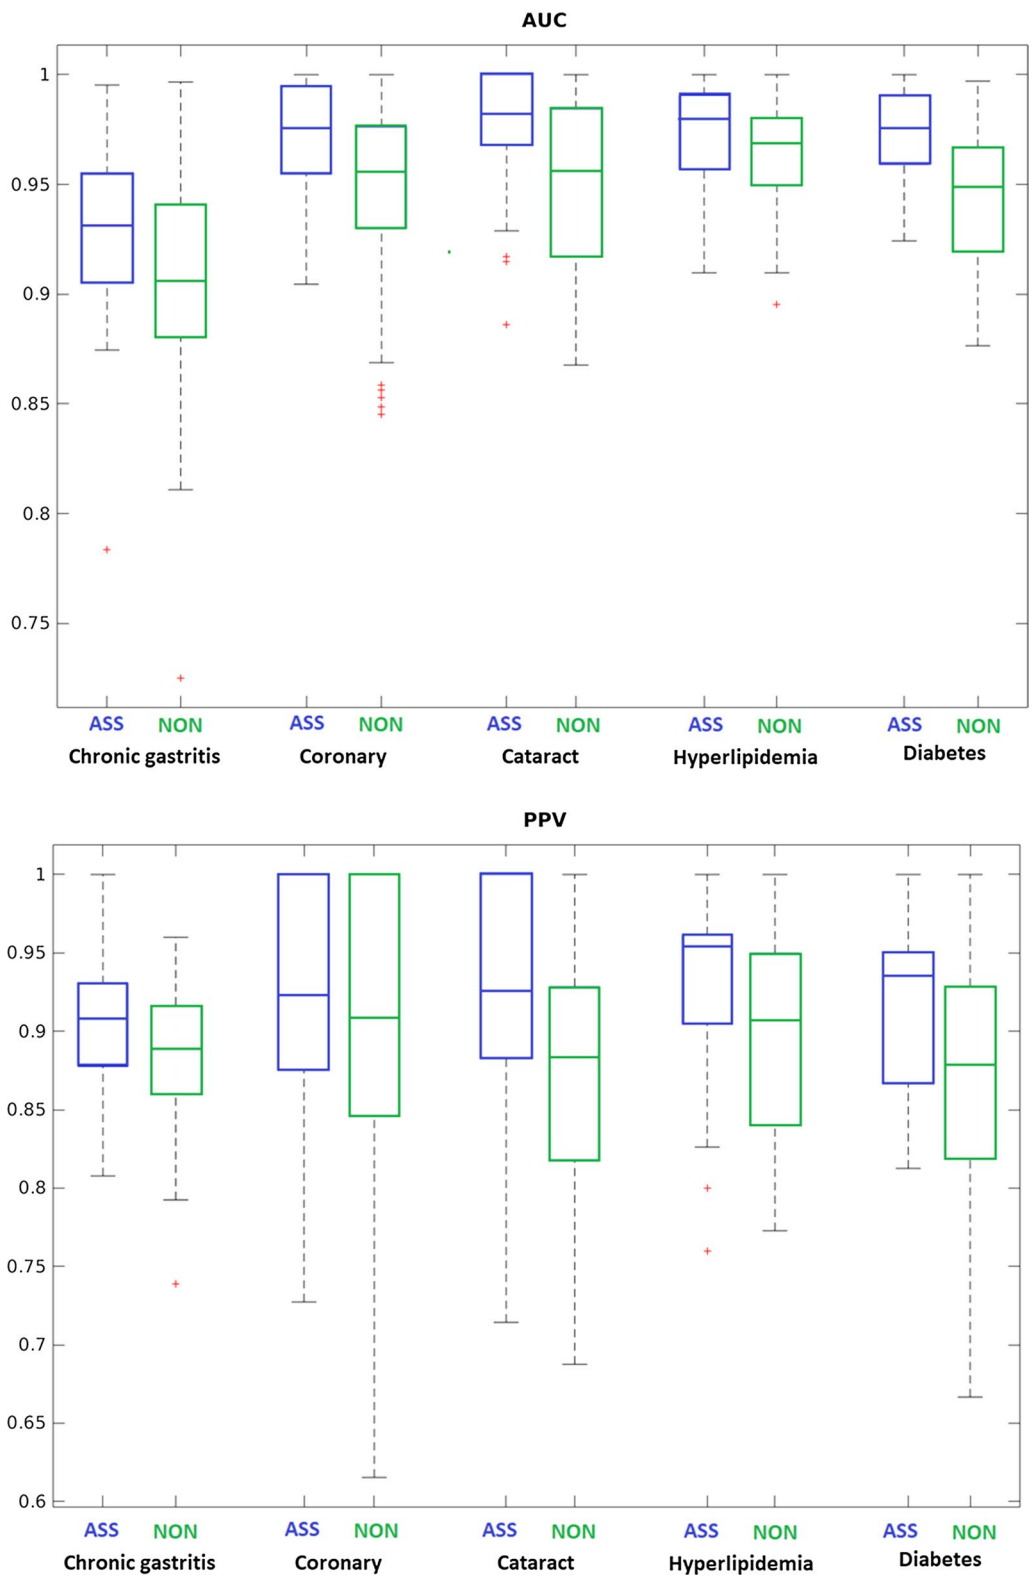 AUC
1
0.95
0.9
0.85
0.8
0.75
ASS NON ASS NON ASS NON ASS NON ASS NON
Chronic gastritis Coronary Cataract Hyperlipidemia Diabetes
PPV
1
0.95
0.9
0.85
0.8
0.75
0.7
0.65
0.6
ASS NON ASS NON ASS NON ASS NON ASS NON
Chronic gastritis Coronary Cataract Hyperlipidemia Diabetes